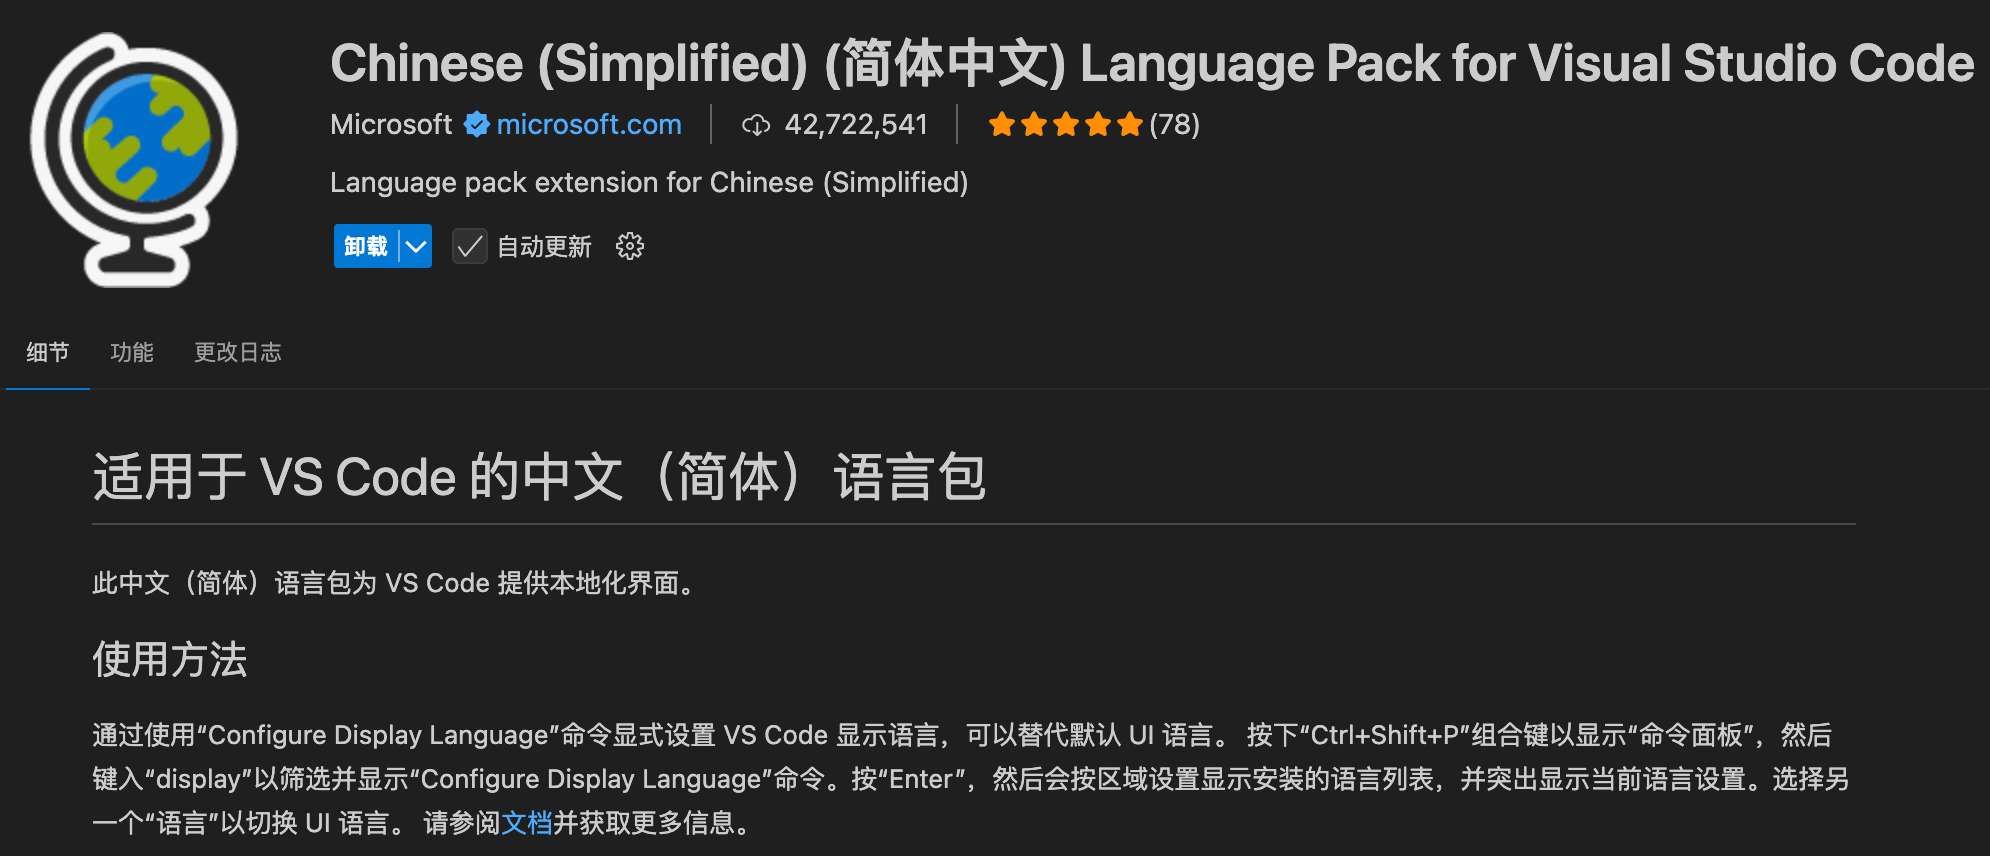 Chinese (Simplified) (简体中文) Language Pack for Visual Studio Code
Microsoft microsoft.com 42,722,541 (78)
Language pack extension for Chinese (Simplified)
卸载 自动更新
细节 功能 更改日志
适用于 VS Code 的中文（简体）语言包
此中文（简体）语言包为 VS Code 提供本地化界面。
使用方法
通过使用“Configure Display Language”命令显式设置 VS Code 显示语言，可以替代默认 UI 语言。 按下“Ctrl+Shift+P”组合键以显示“命令面板”，然后
键入“display”以筛选并显示“Configure Display Language”命令。按“Enter”，然后会按区域设置显示安装的语言列表，并突出显示当前语言设置。选择另
一个“语言”以切换 UI 语言。 请参阅文档并获取更多信息。